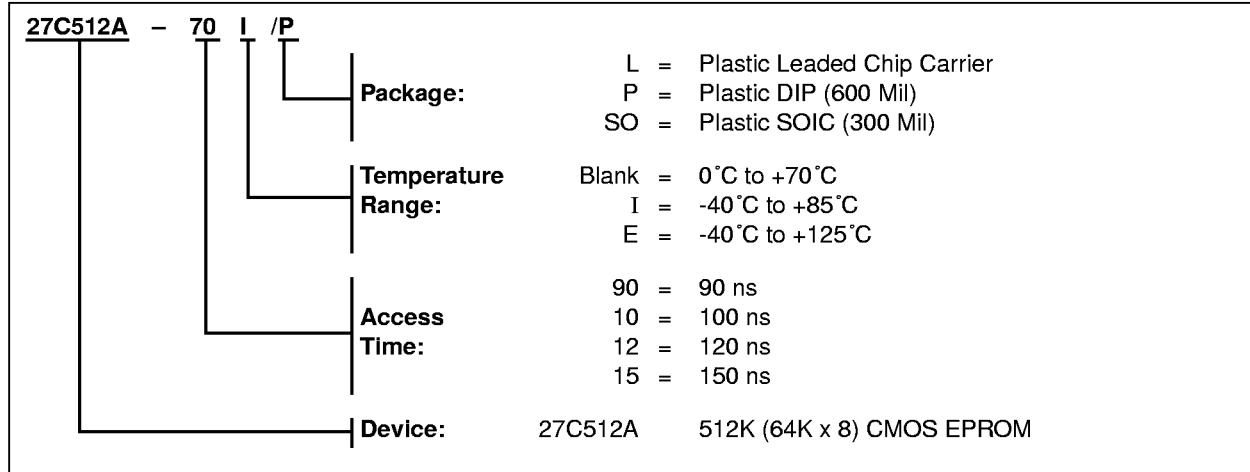 27C512A – 70 I /P
Package: L = Plastic Leaded Chip Carrier
P = Plastic DIP (600 Mil)
SO = Plastic SOIC (300 Mil)
Temperature Blank = 0˚C to +70˚C
Range: I = -40˚C to +85˚C
E = -40˚C to +125˚C
90 = 90 ns
Access 10 = 100 ns
Time: 12 = 120 ns
15 = 150 ns
Device: 27C512A 512K (64K x 8) CMOS EPROM